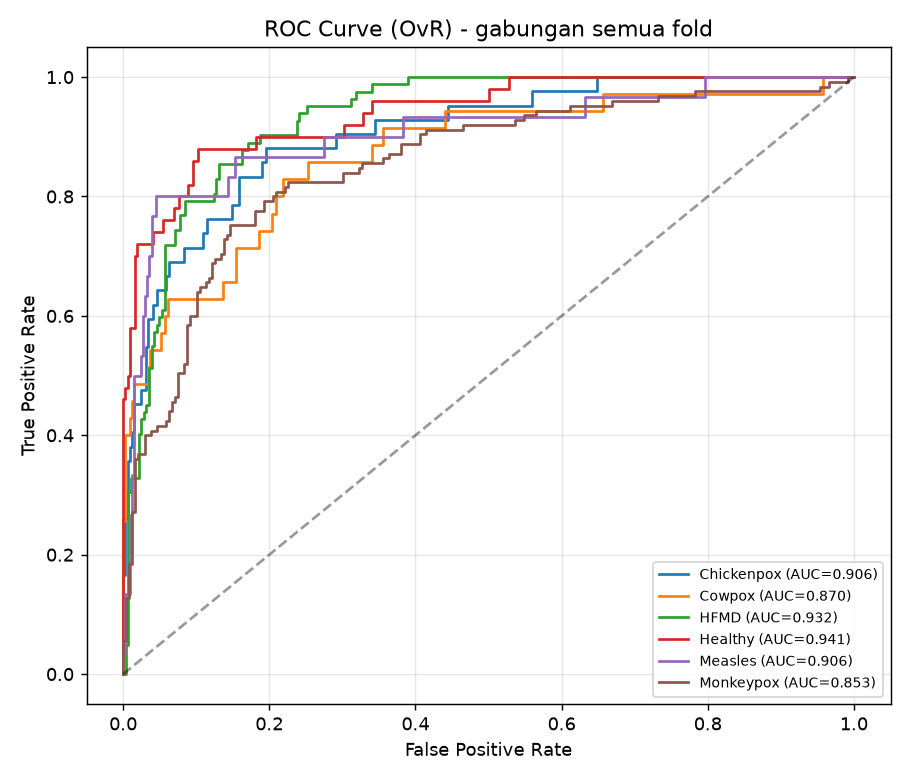 ROC Curve (OvR) - gabungan semua fold
True Positive Rate
1.0
0.8
0.6
0.4
0.2
0.0
Chickenpox (AUC=0.906)
Cowpox (AUC=0.870)
HFMD (AUC=0.932)
Healthy (AUC=0.941)
Measles (AUC=0.906)
Monkeypox (AUC=0.853)
0.0 0.2 0.4 0.6 0.8 1.0
False Positive Rate